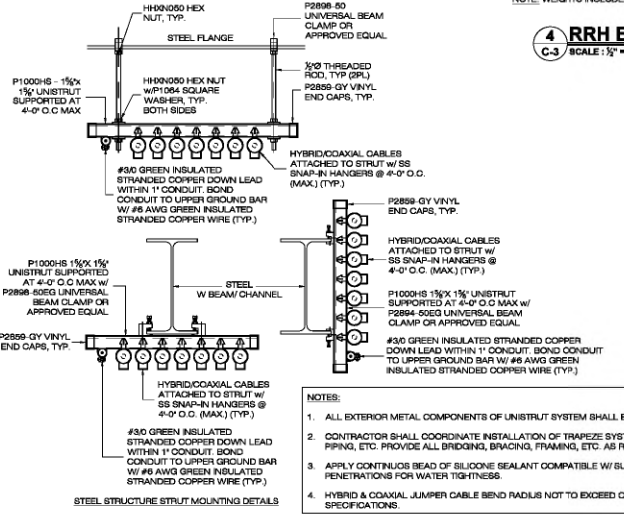 NOTE: WEIGHTS INCLUDE
4
C-3
RRH E
SCALE : ½" =
HHXN050 HEX
NUT, TYP.
STEEL FLANGE
P2898-50
UNIVERSAL BEAM
CLAMP OR
APPROVED EQUAL
½"Ø THREADED
ROD, TYP (2PL)
P2859-GY VINYL
END CAPS, TYP.
P1000HS - 1⅝"x
1⅝" UNISTRUT
SUPPORTED AT
4'-0" O.C MAX
HHXN050 HEX NUT
w/P1064 SQUARE
WASHER, TYP.
BOTH SIDES
#3/0 GREEN INSULATED
STRANDED COPPER DOWN LEAD
WITHIN 1" CONDUIT. BOND
CONDUIT TO UPPER GROUND BAR
W/ #6 AWG GREEN INSULATED
STRANDED COPPER WIRE (TYP.)
HYBRID/COAXIAL CABLES
ATTACHED TO STRUT w/ SS
SNAP-IN HANGERS @ 4'-0" O.C.
(MAX.) (TYP.)
P2859-GY VINYL
END CAPS, TYP.
HYBRID/COAXIAL CABLES
ATTACHED TO STRUT w/
SS SNAP-IN HANGERS @
4'-0" O.C. (MAX.) (TYP.)
P1000HS 1⅝"X 1⅝" UNISTRUT
SUPPORTED AT 4'-0" O.C MAX w/
P2894-50EG UNIVERSAL BEAM
CLAMP OR APPROVED EQUAL
#3/0 GREEN INSULATED STRANDED COPPER
DOWN LEAD WITHIN 1" CONDUIT. BOND CONDUIT
TO UPPER GROUND BAR W/ #6 AWG GREEN
INSULATED STRANDED COPPER WIRE (TYP.)
P1000HS 1⅝"X 1⅝"
UNISTRUT SUPPORTED
AT 4'-0" O.C MAX w/
P2898-50EG UNIVERSAL
BEAM CLAMP OR
APPROVED EQUAL
STEEL
W BEAM/ CHANNEL
P2859-GY VINYL
END CAPS, TYP.
HYBRID/COAXIAL CABLES
ATTACHED TO STRUT w/
SS SNAP-IN HANGERS @
4'-0" O.C. (MAX.) (TYP.)
#3/0 GREEN INSULATED
STRANDED COPPER DOWN LEAD
WITHIN 1" CONDUIT. BOND
CONDUIT TO UPPER GROUND BAR
W/ #6 AWG GREEN INSULATED
STRANDED COPPER WIRE (TYP.)
STEEL STRUCTURE STRUT MOUNTING DETAILS
NOTES:
1. ALL EXTERIOR METAL COMPONENTS OF UNISTRUT SYSTEM SHALL B
2. CONTRACTOR SHALL COORDINATE INSTALLATION OF TRAPEZE SYS
PIPING, ETC. PROVIDE ALL BRIDGING, BRACING, FRAMING, ETC. AS R
3. APPLY CONTINUOS BEAD OF SILICONE SEALANT COMPATIBLE W/ SU
PENETRATIONS FOR WATER TIGHTNESS.
4. HYBRID & COAXIAL JUMPER CABLE BEND RADIUS NOT TO EXCEED C
SPECIFICATIONS.